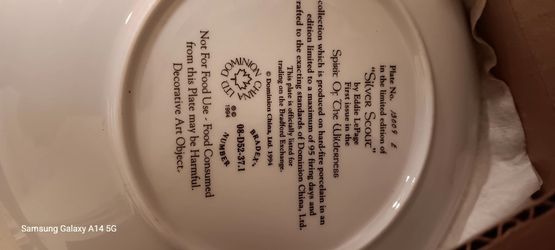 Plate No. 13009 E
in the limited edition of
"Silver Scout"
by Eddie LePage
First issue in the
Spirit Of The Wilderness
collection which is produced on hard-fire porcelain in an
edition limited to a maximum of 95 firing days and
rafted to the exacting standards of Dominion China, Ltd.
This plate is officially listed for
trading on the Bradford Exchange.
© Dominion China, Ltd. 1994
DOMINION CHINA LTD
1994
BRADEX
08-D52-37.1
NUMBER
Not For Food Use - Food Consumed
from this Plate may be Harmful.
Decorative Art Object.
Samsung Galaxy A14 5G